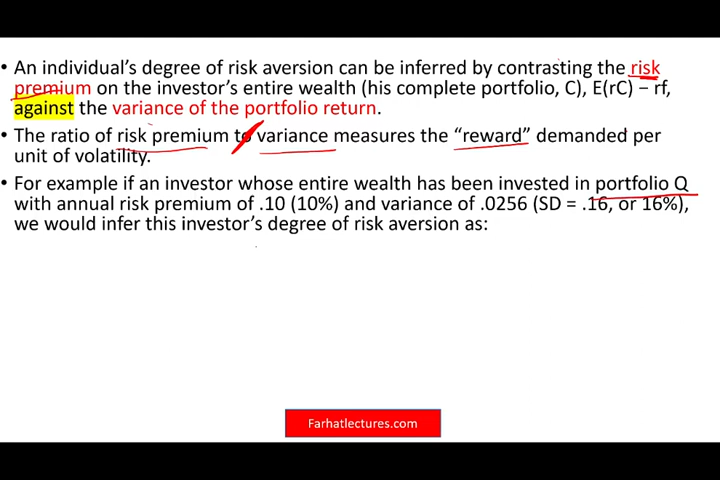 • An individual's degree of risk aversion can be inferred by contrasting the risk
premium on the investor's entire wealth (his complete portfolio, C), E(rC) − rf,
against the variance of the portfolio return.
• The ratio of risk premium to variance measures the “reward” demanded per
unit of volatility.
• For example if an investor whose entire wealth has been invested in portfolio Q
with annual risk premium of .10 (10%) and variance of .0256 (SD = .16, or 16%),
we would infer this investor's degree of risk aversion as:
Farhatlectures.com